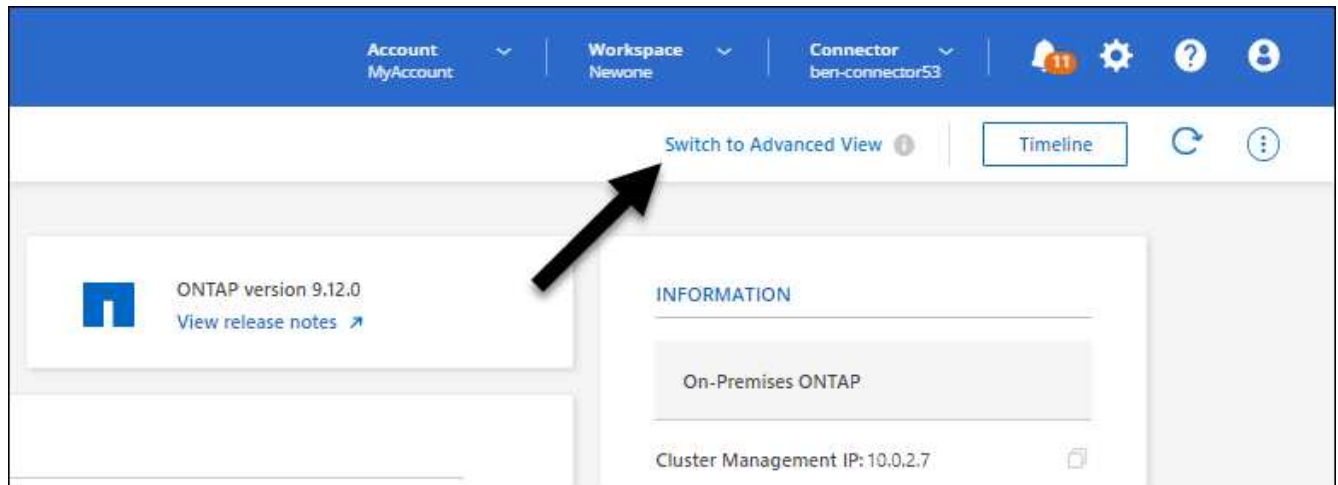 Account
MyAccount
Workspace
Newone
Connector
ben-connector53
11
Switch to Advanced View
Timeline
ONTAP version 9.12.0
View release notes
INFORMATION
On-Premises ONTAP
Cluster Management IP: 10.0.2.7